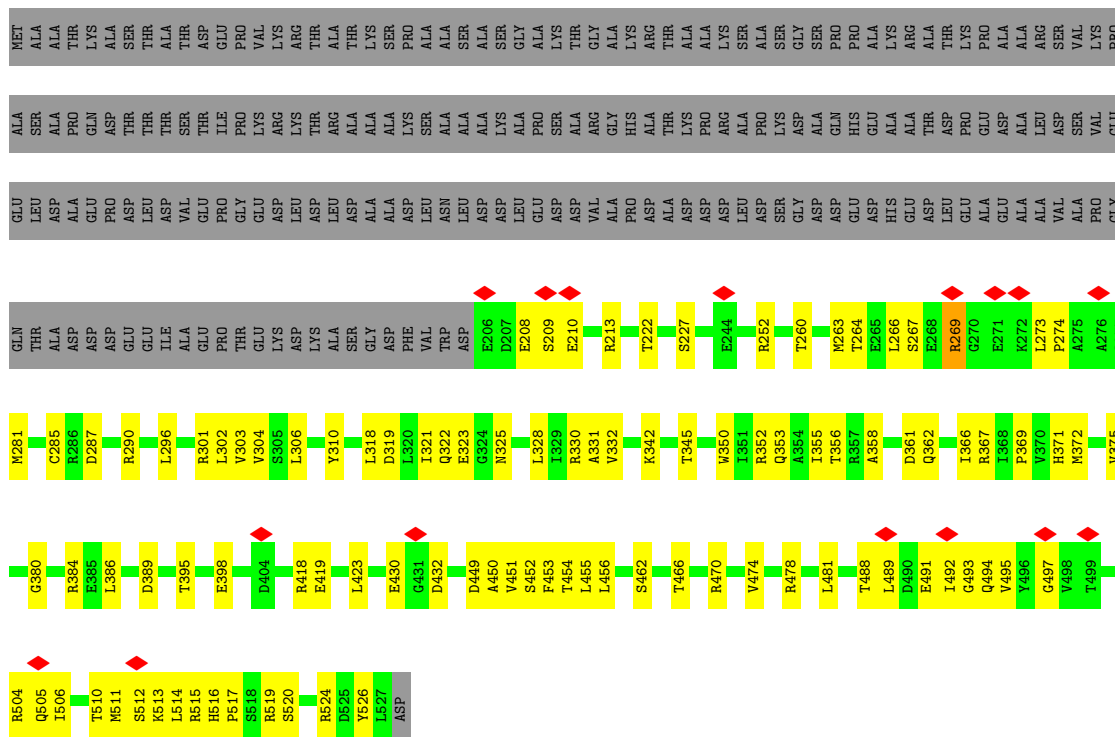 MET ALA ALA THR LYS ALA SER THR ALA THR ASP GLU PRO VAL LYS ARG THR ALA THR LYS SER PRO ALA ALA SER ALA SER GLY ALA LYS THR GLY ALA LYS ARG THR ALA ALA LYS SER ALA SER GLY SER PRO PRO ALA LYS ARG ALA THR LYS PRO ALA ALA ARG SER VAL LYS PRO
ALA SER ALA PRO GLN ASP THR THR THR SER THR ILE PRO LYS ARG LYS THR ARG ALA ALA ALA LYS SER ALA ALA ALA LYS ALA PRO SER ALA ARG GLY HIS ALA THR LYS PRO ARG ALA PRO LYS ASP ALA GLN HIS GLU ALA ALA THR ASP PRO GLU ASP ALA LEU ASP SER VAL GLU
GLU LEU ASP ALA GLU PRO ASP LEU ASP VAL GLU PRO GLY GLU ASP LEU ASP LEU SER ALA ALA PHE LEU ASN LEU ASP ASP LEU GLU ASP ASP VAL ALA PRO ASP ALA ASP ASP ASP LEU ASP SER GLY ASP ASP GLU ASP HIS GLU ASP LEU GLU ALA GLU ALA ALA VAL ALA PRO GLY
GLN THR ALA ASP ASP ASP GLU GLU ILE ALA GLU PRO THR GLU LYS ASP LYS ALA SER GLY ASP PHE VAL TRP ASP E206 D207 E208 S209 E210 R213 T222 S227 E244 R252 T260 M263 T264 E265 L266 S267 E268 R269 G270 E271 K272 L273 P274 A275 A276
M281 C285 R286 D287 R290 L296 R301 L302 V303 V304 S305 L306 Y310 L318 D319 L320 I321 Q322 E323 G324 N325 L328 I329 R330 A331 V332 K342 T345 W350 I351 R352 Q353 A354 I355 T356 R357 A358 D361 Q362 I366 R367 I368 P369 V370 H371 M372 V375
G380 R384 E385 L386 D389 T395 E398 D404 R418 E419 L423 E430 G431 D432 D449 A450 V451 S452 F453 T454 L455 L456 S462 T466 R470 V474 R478 L481 T488 L489 D490 E491 I492 G493 Q494 V495 Y496 G497 V498 T499
R504 Q505 I506 T510 M511 S512 K513 L514 R515 H516 P517 S518 R519 S520 R524 D525 Y526 L527 ASP